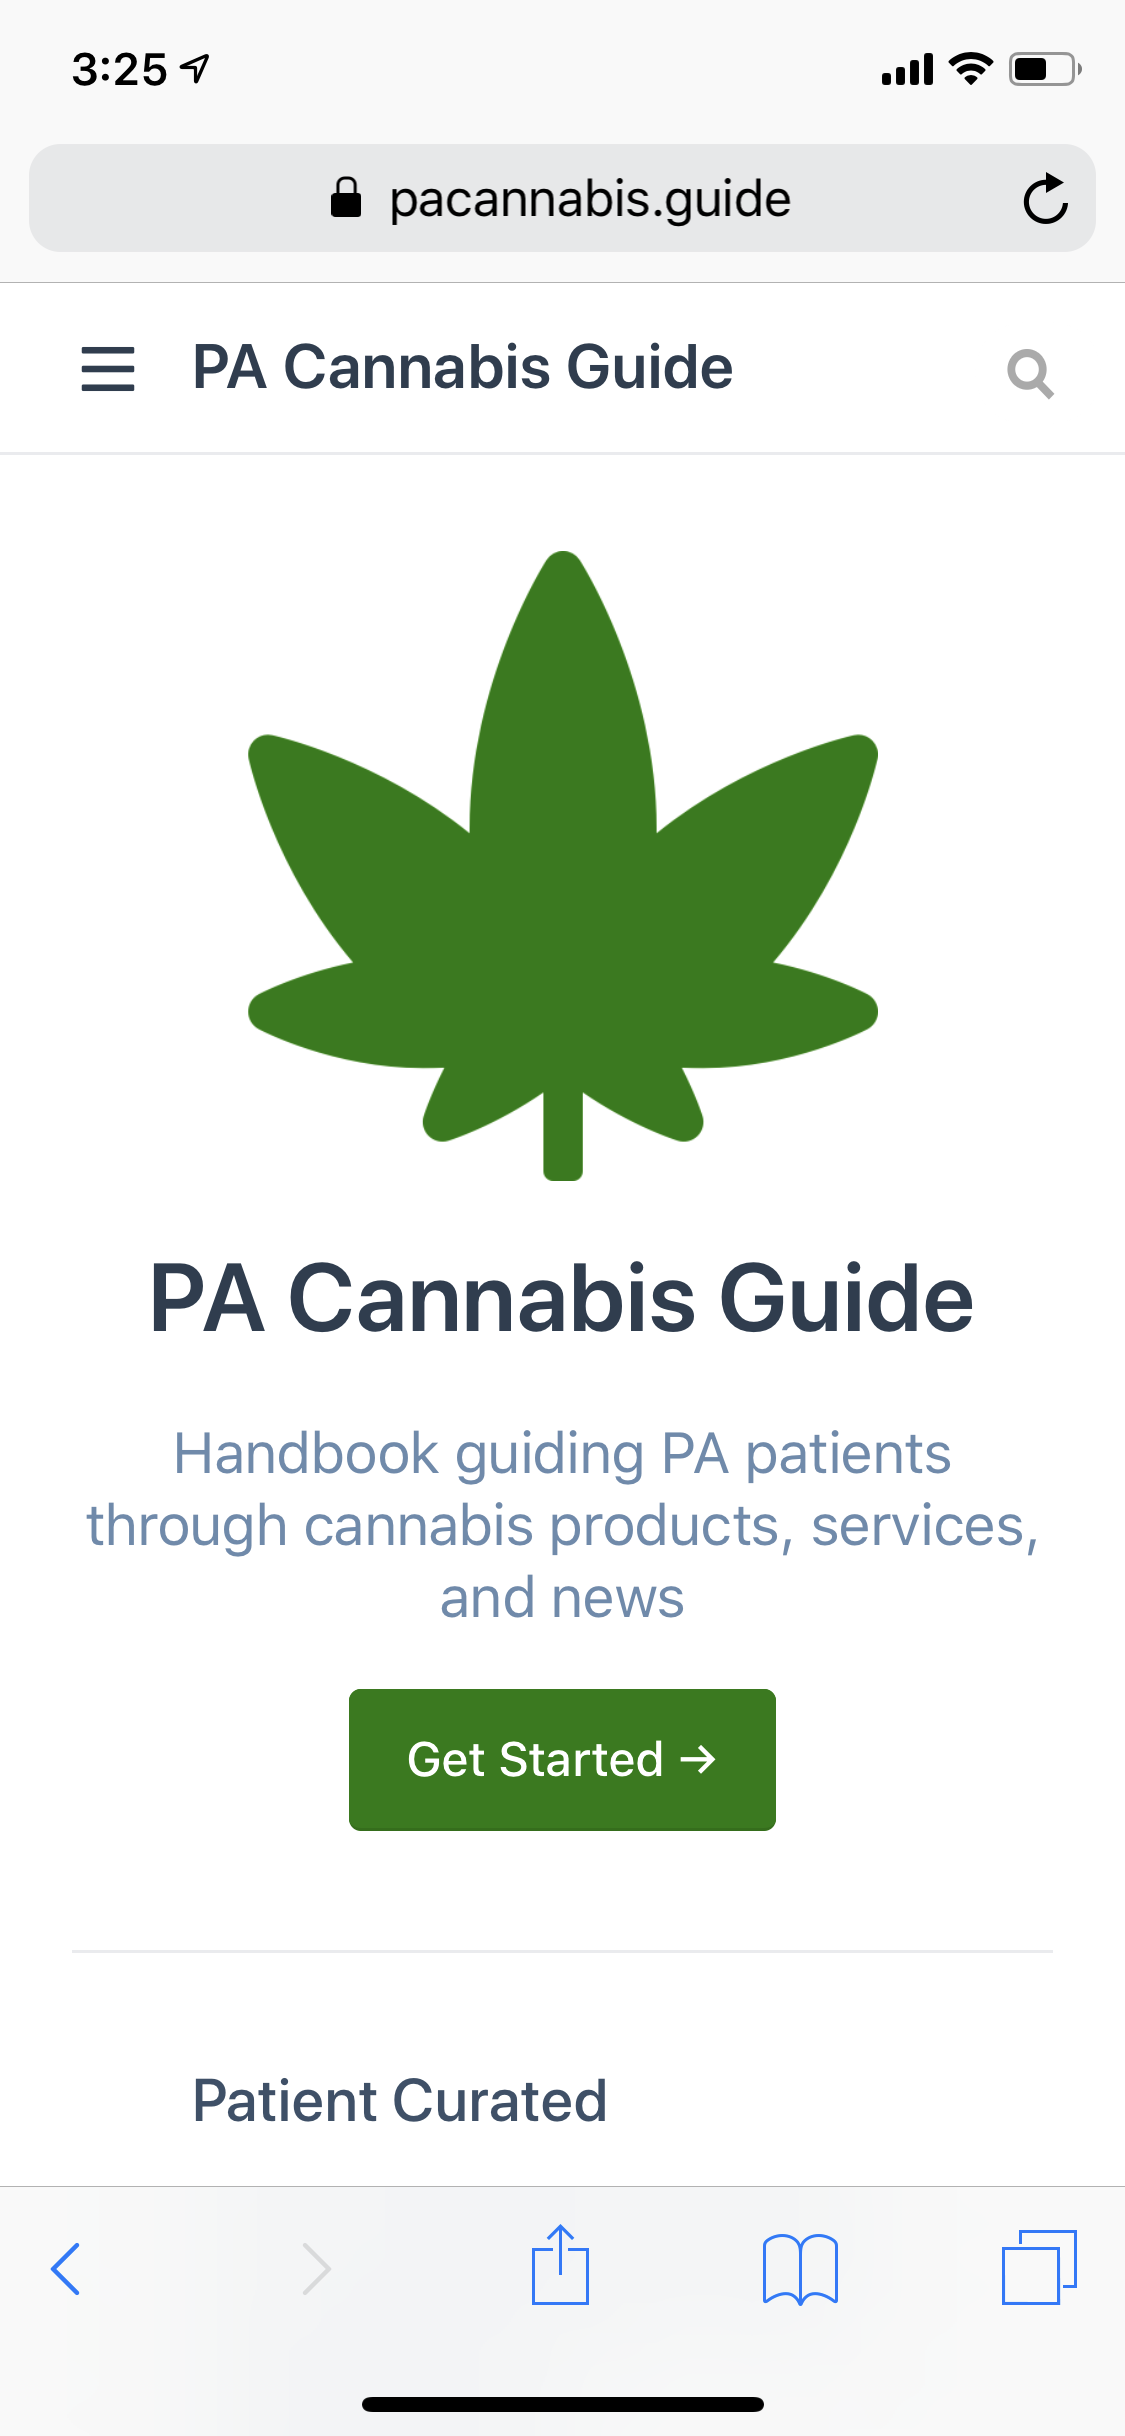 3:25
pacannabis.guide
PA Cannabis Guide
PA Cannabis Guide
Handbook guiding PA patients
through cannabis products, services,
and news
Get Started →
Patient Curated